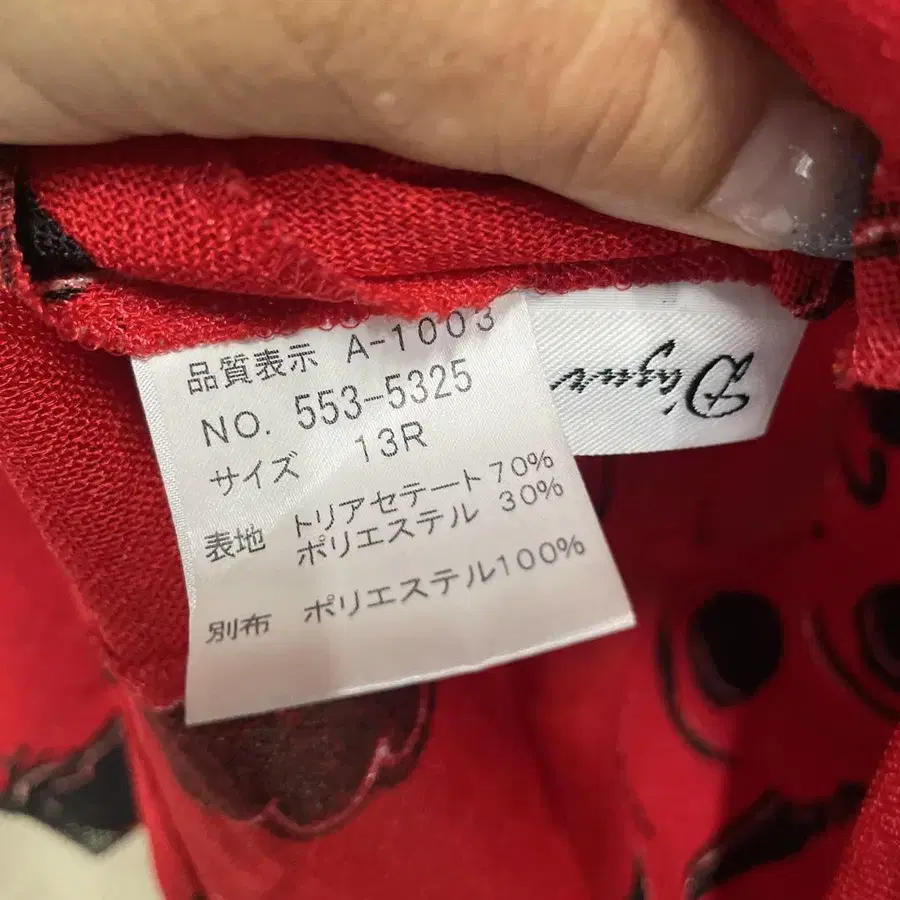 品質表示 A-1003
NO. 553-5325
サイズ 13R
表地 トリアセテート70%
ポリエステル 30%
別布 ポリエステル100%